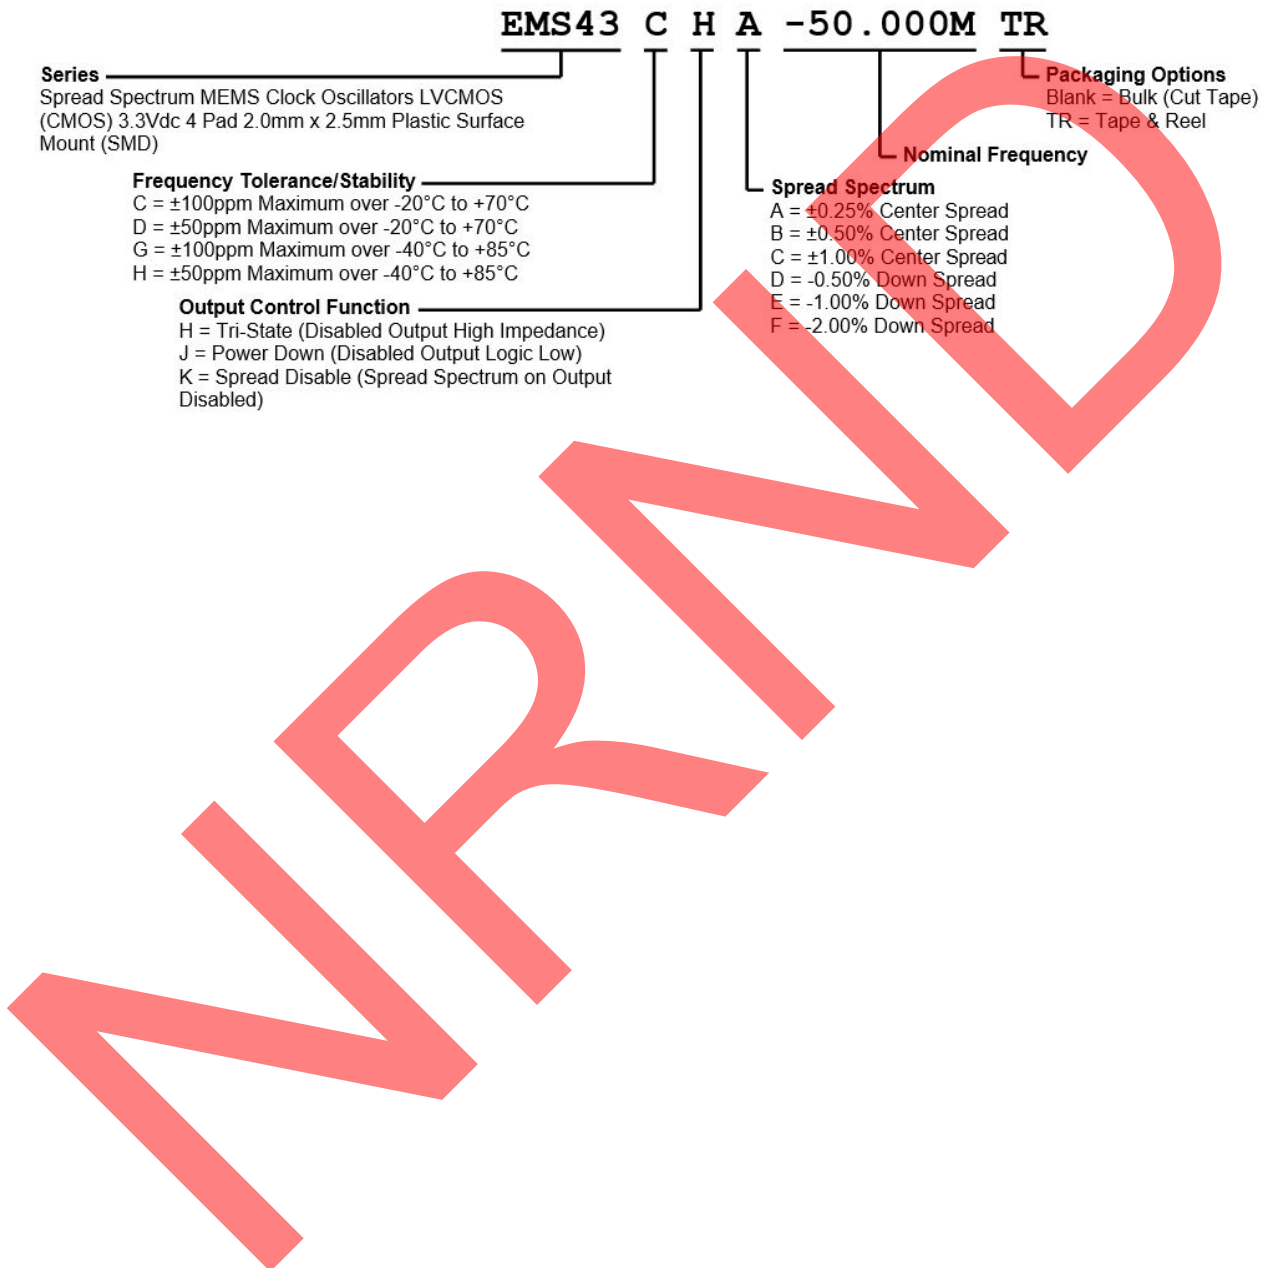 EMS43 C H A -50.000M TR
Series
Spread Spectrum MEMS Clock Oscillators LVCMOS
(CMOS) 3.3Vdc 4 Pad 2.0mm x 2.5mm Plastic Surface
Mount (SMD)
Frequency Tolerance/Stability
C = ±100ppm Maximum over -20°C to +70°C
D = ±50ppm Maximum over -20°C to +70°C
G = ±100ppm Maximum over -40°C to +85°C
H = ±50ppm Maximum over -40°C to +85°C
Output Control Function
H = Tri-State (Disabled Output High Impedance)
J = Power Down (Disabled Output Logic Low)
K = Spread Disable (Spread Spectrum on Output
Disabled)
Packaging Options
Blank = Bulk (Cut Tape)
TR = Tape & Reel
Nominal Frequency
Spread Spectrum
A = ±0.25% Center Spread
B = ±0.50% Center Spread
C = ±1.00% Center Spread
D = -0.50% Down Spread
E = -1.00% Down Spread
F = -2.00% Down Spread
NRND